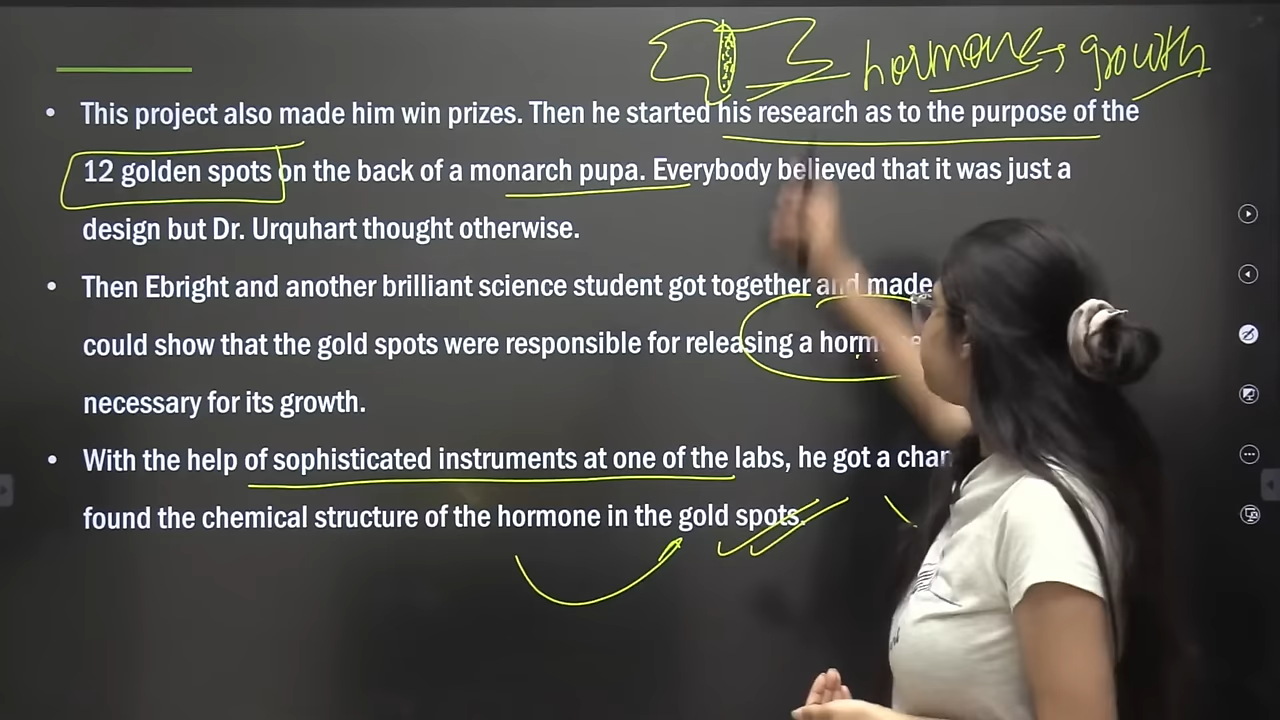 hormone → growth
This project also made him win prizes. Then he started his research as to the purpose of the
12 golden spots on the back of a monarch pupa. Everybody believed that it was just a
design but Dr. Urquhart thought otherwise.
Then Ebright and another brilliant science student got together and made
could show that the gold spots were responsible for releasing a
necessary for its growth.
With the help of sophisticated instruments at one of the labs, he got a
found the chemical structure of the hormone in the gold spots.